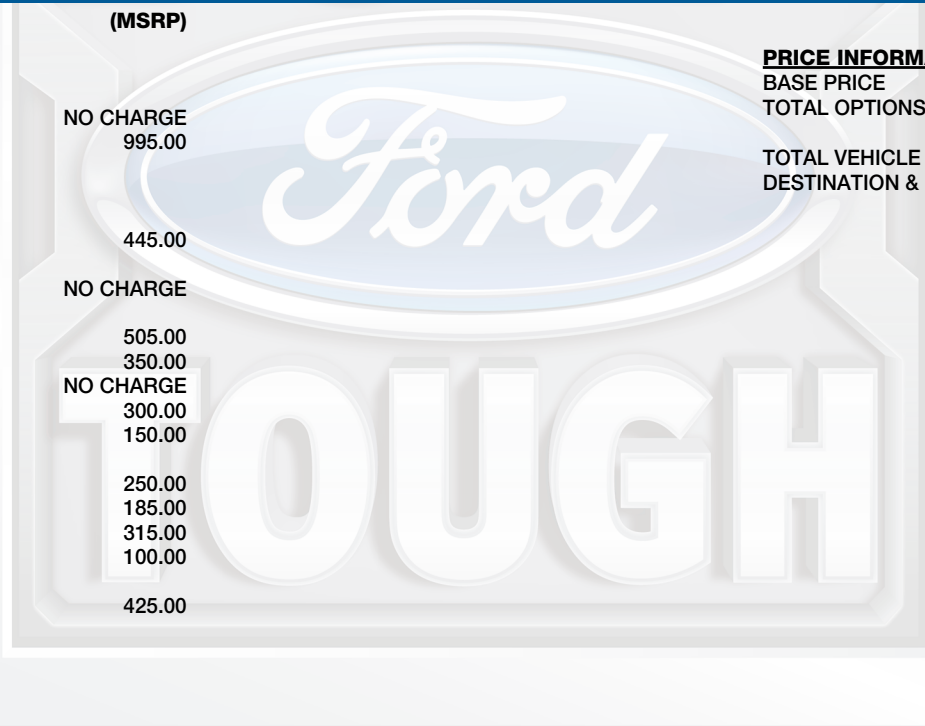 (MSRP)
NO CHARGE
995.00
445.00
NO CHARGE
505.00
350.00
NO CHARGE
300.00
150.00
250.00
185.00
315.00
100.00
425.00
PRICE INFORMA
BASE PRICE
TOTAL OPTIONS
TOTAL VEHICLE
DESTINATION &
Ford
TOUGH